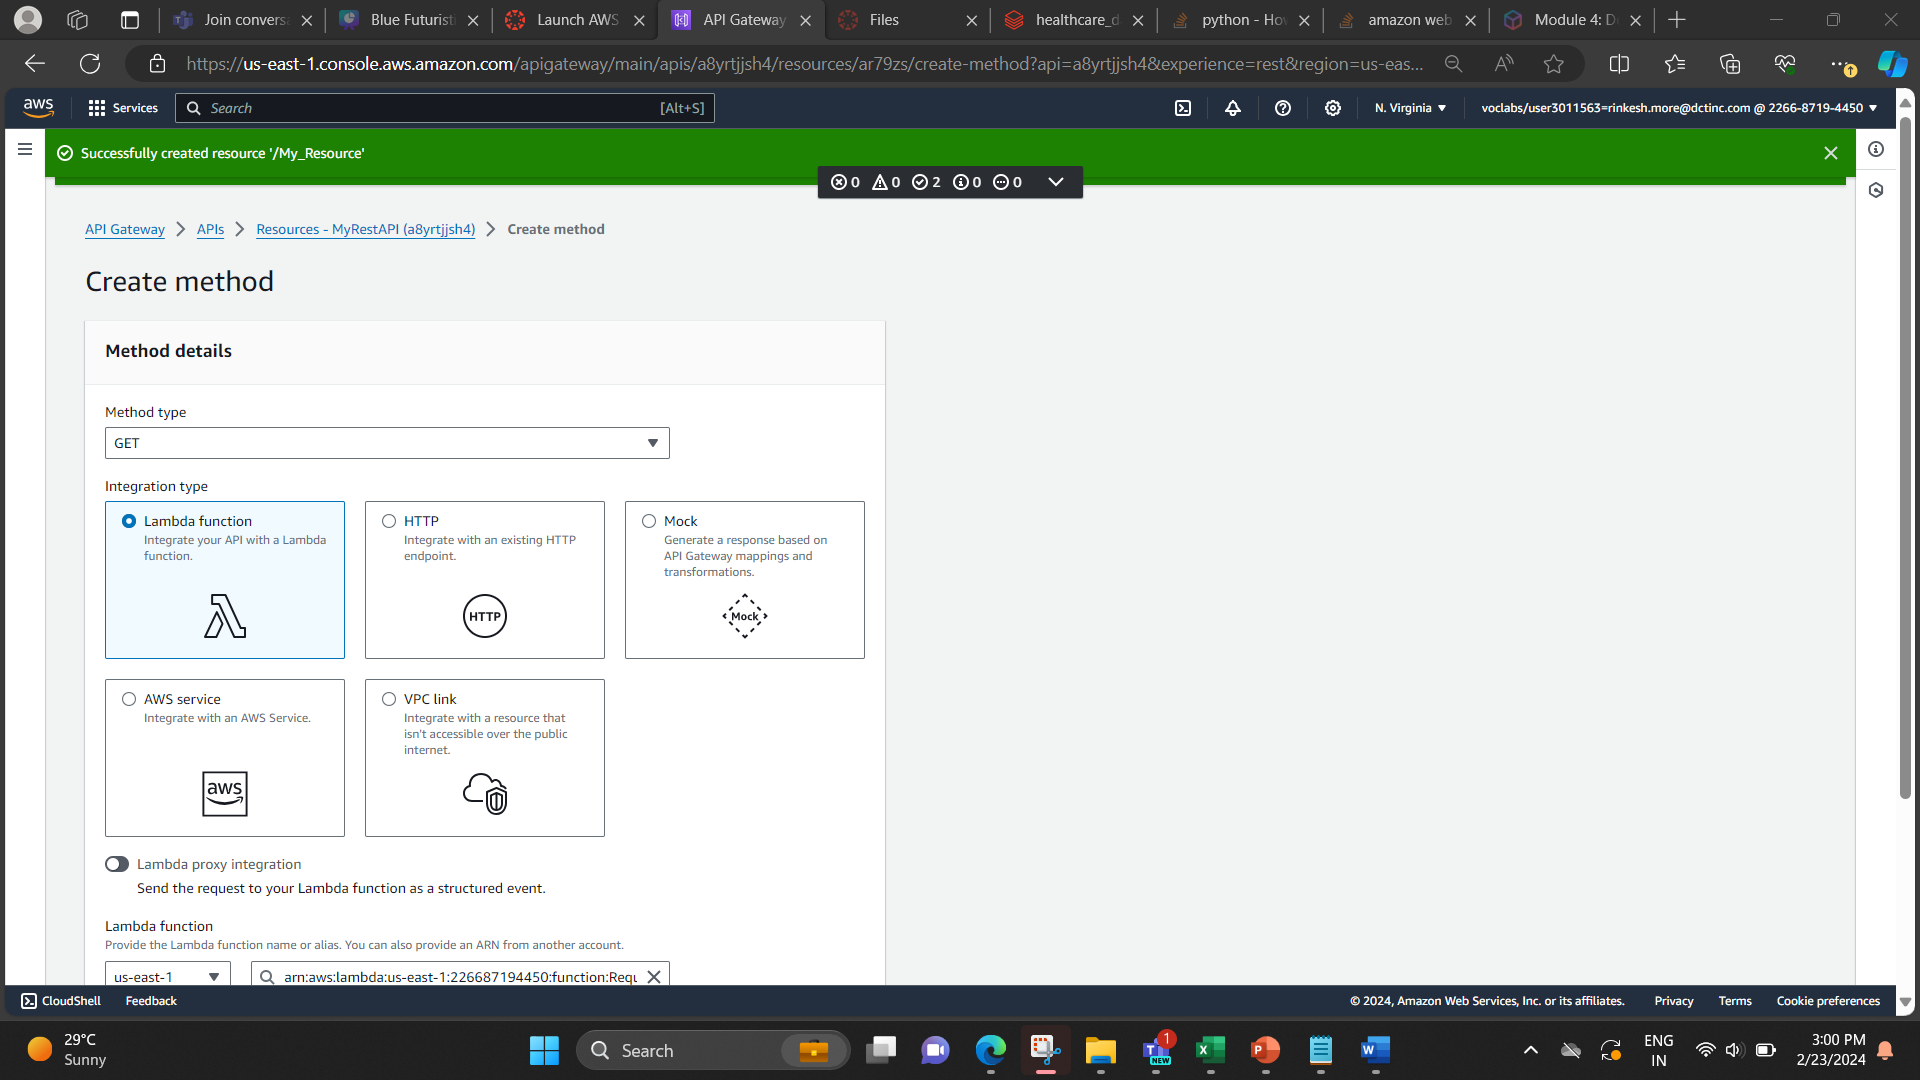 Join convers
Blue Futuristi
Launch AWS
API Gateway
Files
healthcare_d
python - Ho
amazon web
Module 4: D
https://us-east-1.console.aws.amazon.com/apigateway/main/apis/a8yrtjjsh4/resources/ar79zs/create-method?api=a8yrtjjsh4&experience=rest&region=us-eas...
aws
Services
Search
[Alt+S]
N. Virginia
voclabs/user3011563=rinkesh.more@dctinc.com @ 2266-8719-4450
Successfully created resource '/My_Resource'
0 0 2 0 0
API Gateway
APIs
Resources - MyRestAPI (a8yrtjjsh4)
Create method
Create method
Method details
Method type
GET
Integration type
Lambda function
Integrate your API with a Lambda
function.
HTTP
Integrate with an existing HTTP
endpoint.
HTTP
Mock
Generate a response based on
API Gateway mappings and
transformations.
Mock
AWS service
Integrate with an AWS Service.
aws
VPC link
Integrate with a resource that
isn't accessible over the public
internet.
Lambda proxy integration
Send the request to your Lambda function as a structured event.
Lambda function
Provide the Lambda function name or alias. You can also provide an ARN from another account.
us-east-1
arn:aws:lambda:us-east-1:226687194450:function:Requ
CloudShell
Feedback
© 2024, Amazon Web Services, Inc. or its affiliates.
Privacy
Terms
Cookie preferences
29°C
Sunny
Search
1
NEW
ENG
IN
3:00 PM
2/23/2024